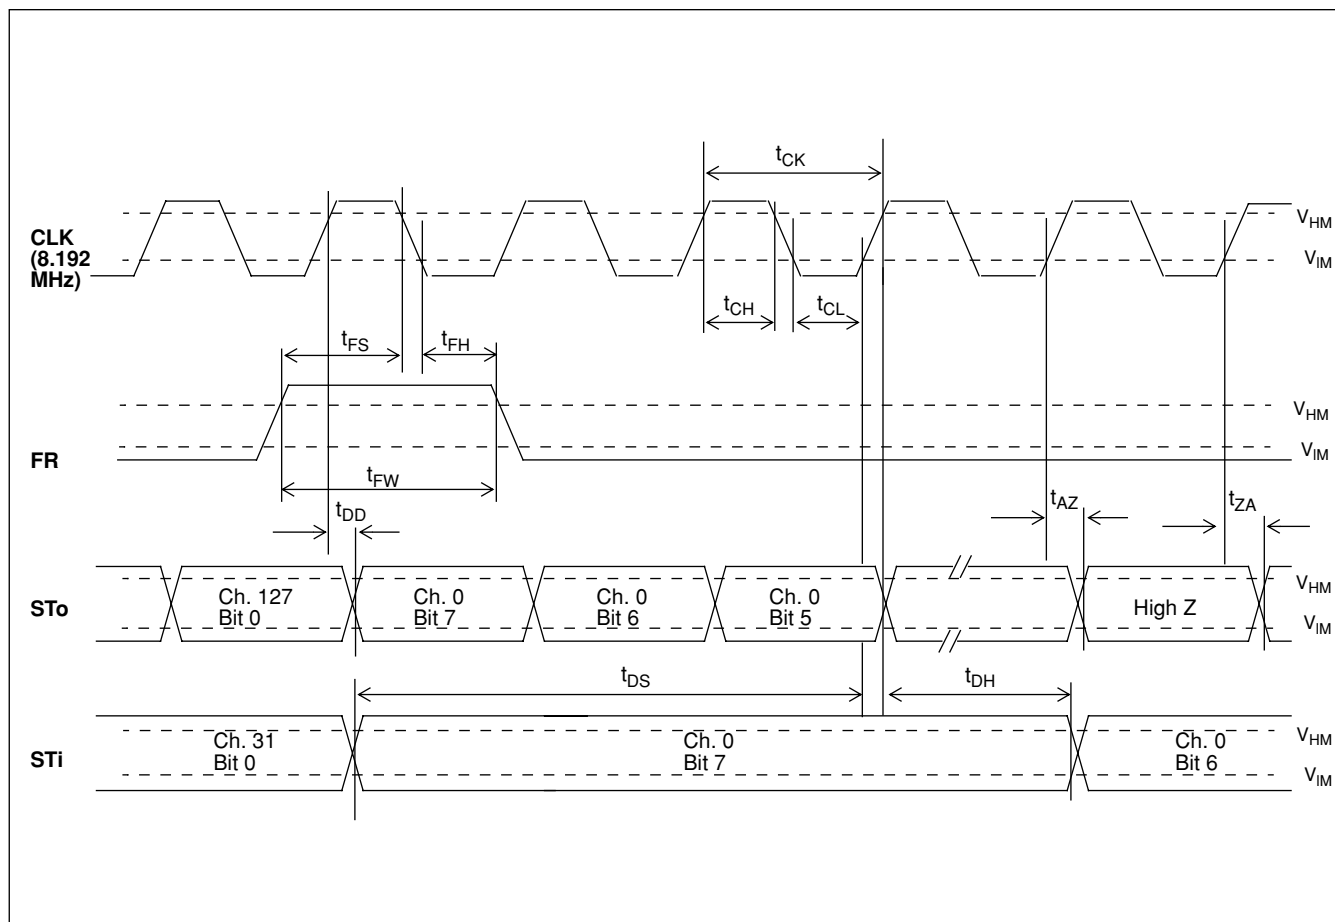 tCK
CLK
(8.192
MHz)
VHM
VIM
tCH
tCL
tFS
tFH
VHM
FR
VIM
tFW
tDD
tAZ
tZA
STo
Ch. 127
Bit 0
Ch. 0
Bit 7
Ch. 0
Bit 6
Ch. 0
Bit 5
High Z
VHM
VIM
tDS
tDH
STi
Ch. 31
Bit 0
Ch. 0
Bit 7
Ch. 0
Bit 6
VHM
VIM